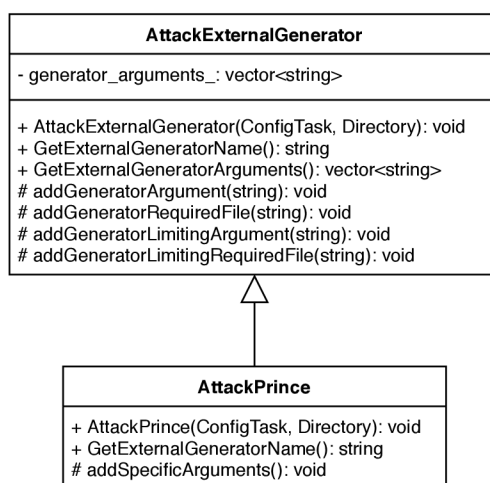 AttackExternalGenerator
- generator_arguments_: vector<string>
+ AttackExternalGenerator(ConfigTask, Directory): void
+ GetExternalGeneratorName(): string
+ GetExternalGeneratorArguments(): vector<string>
# addGeneratorArgument(string): void
# addGeneratorRequiredFile(string): void
# addGeneratorLimitingArgument(string): void
# addGeneratorLimitingRequiredFile(string): void
AttackPrince
+ AttackPrince(ConfigTask, Directory): void
+ GetExternalGeneratorName(): string
# addSpecificArguments(): void